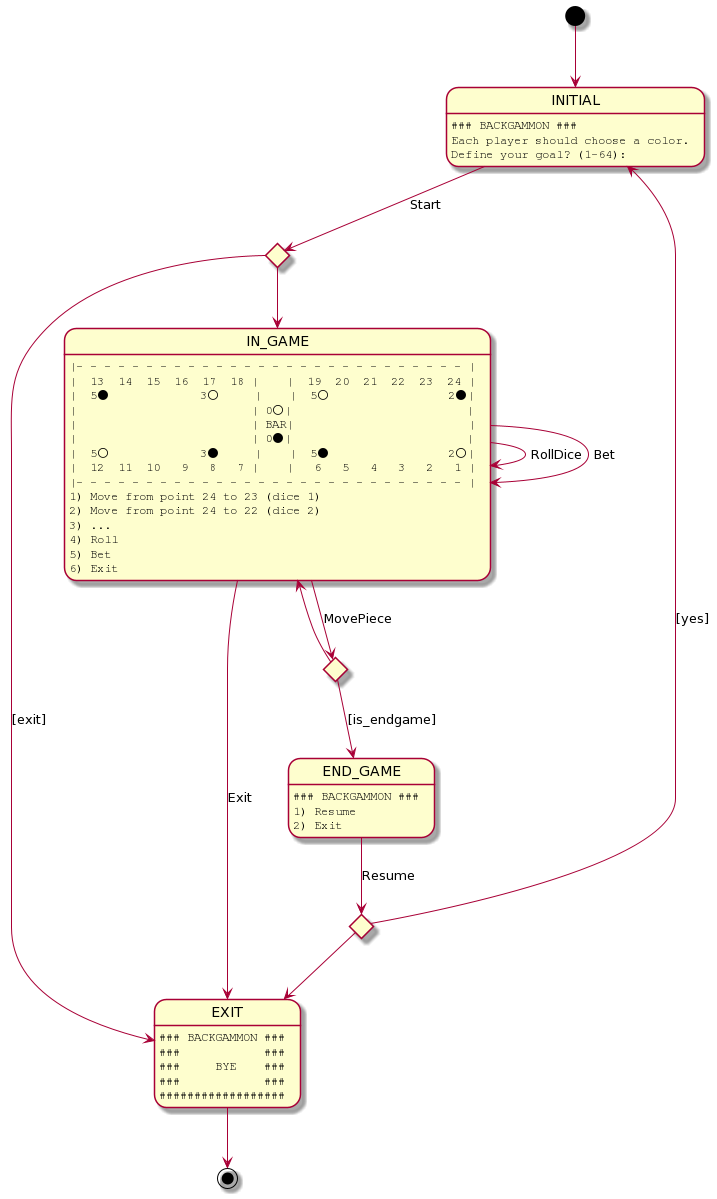 INITIAL
### BACKGAMMON ###
Each player should choose a color.
Define your goal? (1-64):
Start
IN_GAME
|- - - - - - - - - - - - - - - - - - - - - - - - - - - - |
|  13  14  15  16  17  18 |    |  19  20  21  22  23  24 |
|  5●             3○      |    |  5○                  2● |
|                         | 0○ |                         |
|                         | BAR|                         |
|                         | 0● |                         |
|  5○             3●      |    |  5●                  2○ |
|  12  11  10   9   8   7 |    |   6   5   4   3   2   1 |
|- - - - - - - - - - - - - - - - - - - - - - - - - - - - |
1) Move from point 24 to 23 (dice 1)
2) Move from point 24 to 22 (dice 2)
3) ...
4) Roll
5) Bet
6) Exit
RollDice
Bet
MovePiece
[yes]
[exit]
[is_endgame]
END_GAME
### BACKGAMMON ###
1) Resume
2) Exit
Exit
Resume
EXIT
### BACKGAMMON ###
###            ###
###     BYE    ###
###            ###
##################